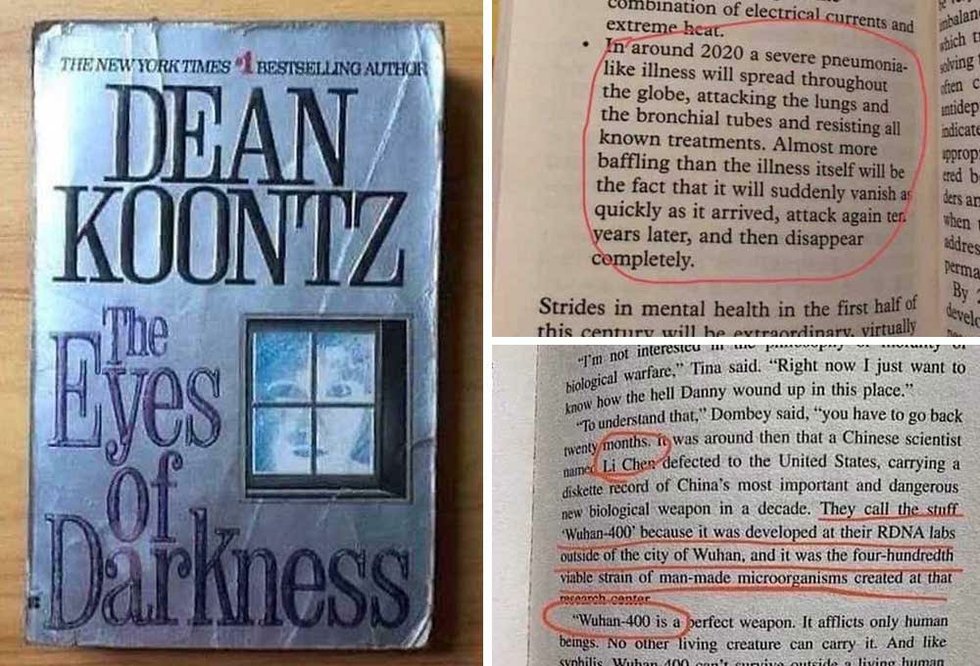 THE NEW YORK TIMES #1 BESTSELLING AUTHOR
DEAN
KOONTZ
The
Eyes
of
Darkness
combination of electrical currents and
extreme heat.
• In around 2020 a severe pneumonia-
like illness will spread throughout
the globe, attacking the lungs and
the bronchial tubes and resisting all
known treatments. Almost more
baffling than the illness itself will be
the fact that it will suddenly vanish as
quickly as it arrived, attack again ten
years later, and then disappear
completely.
Strides in mental health in the first half of
this century will be extraordinary, virtually
which
solving
often
antidep
indicate
approp
ered b
ders an
when
addres
perma
By
develo
"I'm not interested in the philosophy or morality of
biological warfare," Tina said. "Right now I just want to
know how the hell Danny wound up in this place."
"To understand that," Dombey said, "you have to go back
twenty months. It was around then that a Chinese scientist
named Li Chen defected to the United States, carrying a
diskette record of China's most important and dangerous
new biological weapon in a decade. They call the stuff
'Wuhan-400' because it was developed at their RDNA labs
outside of the city of Wuhan, and it was the four-hundredth
viable strain of man-made microorganisms created at that
research center.
"Wuhan-400 is a perfect weapon. It afflicts only human
beings. No other living creature can carry it. And like
syphilis, Wuhan-400 can't survive outside a living human